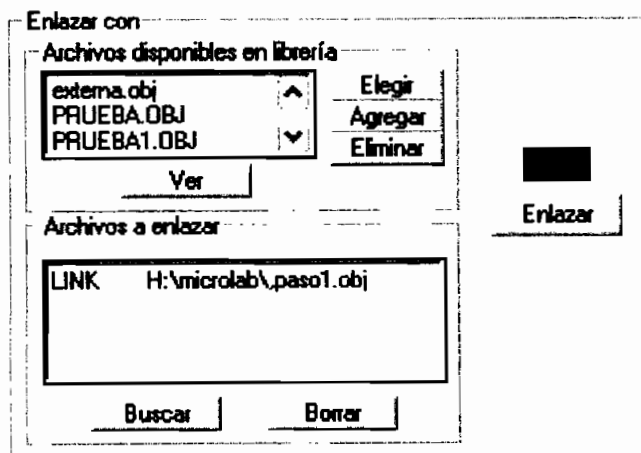 Enlazar con
Archivos disponibles en librería
externa.obj
PRUEBA.OBJ
PRUEBA1.OBJ
Elegir
Agregar
Eliminar
Ver
Enlazar
Archivos a enlazar
LINK H:\microlab\,paso1.obj
Buscar
Borrar